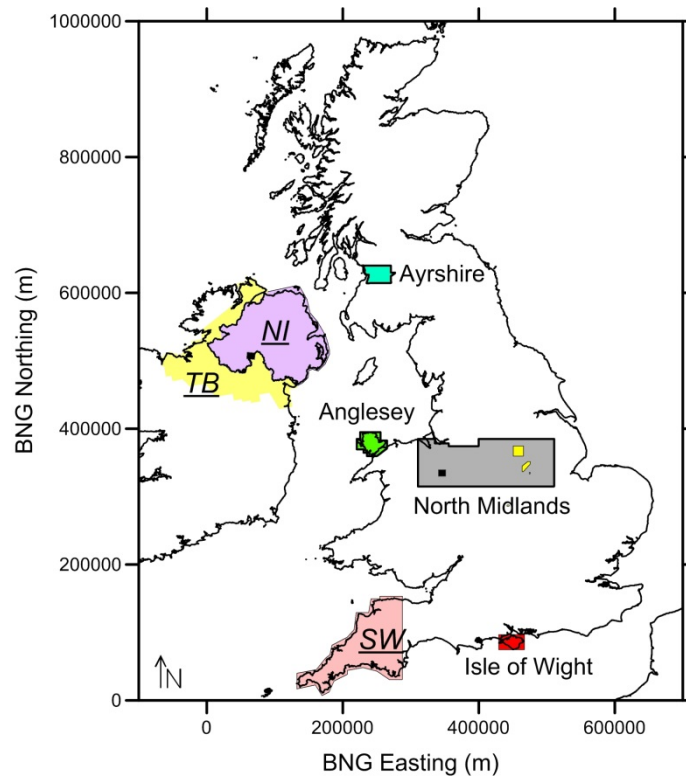 1000000
800000
600000
400000
200000
0
BNG Northing (m)
Ayrshire
NI
TB
Anglesey
North Midlands
SW
Isle of Wight
N
0
200000
400000
600000
BNG Easting (m)